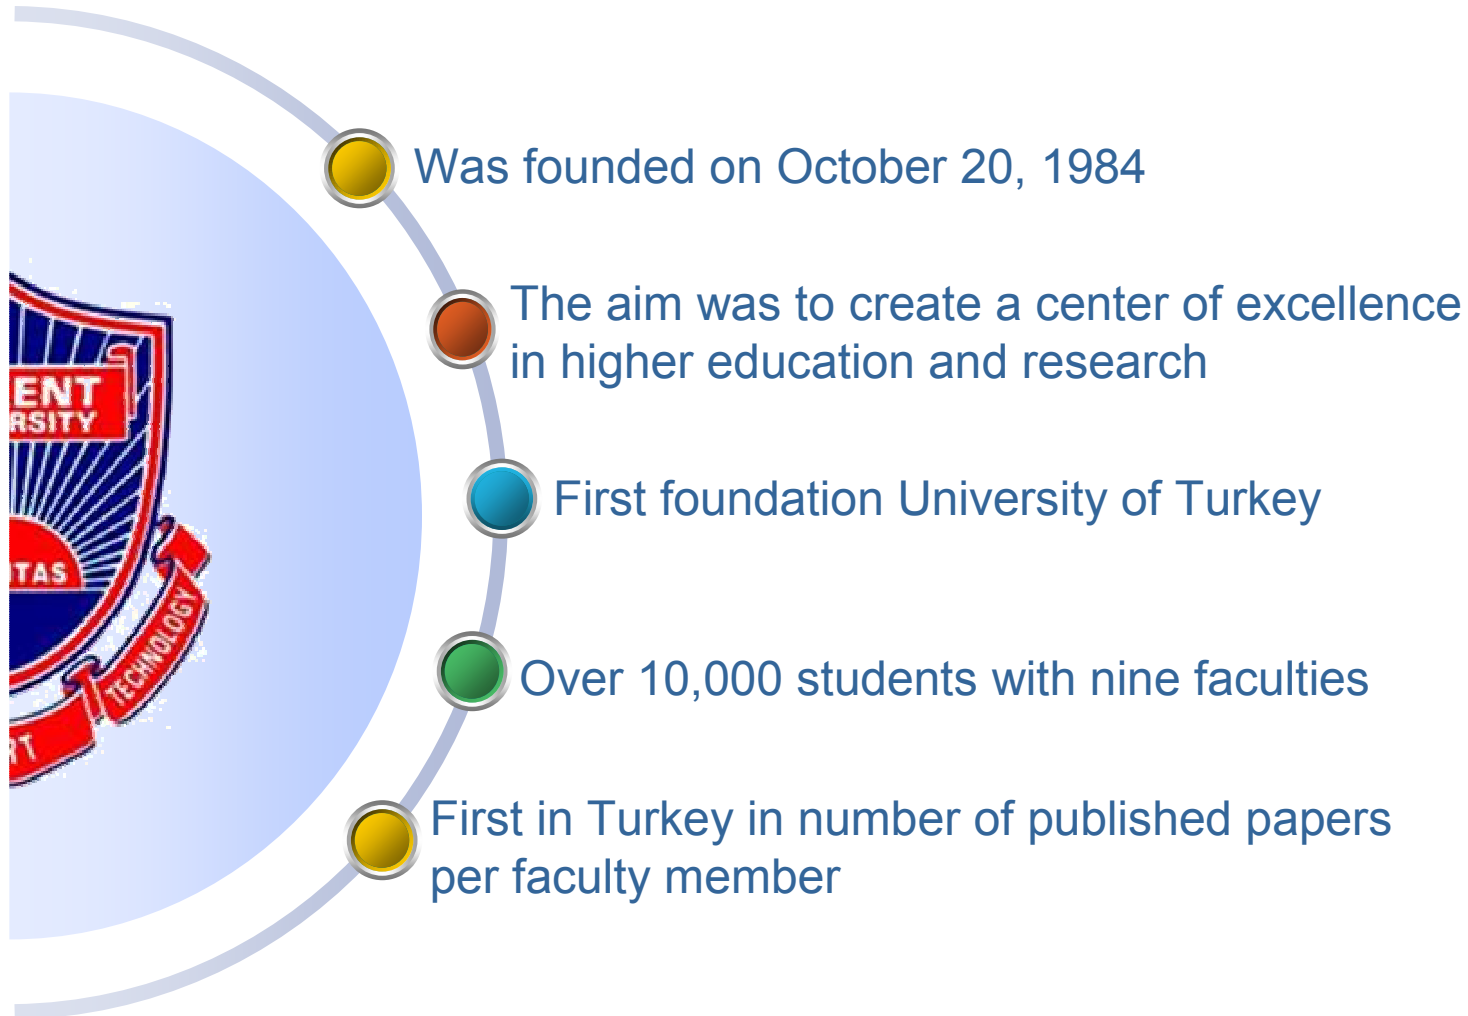 Was founded on October 20, 1984
The aim was to create a center of excellence
in higher education and research
ENT
RSITY
First foundation University of Turkey
ITAS
TECHNOLOGY
Over 10,000 students with nine faculties
RT
First in Turkey in number of published papers
per faculty member